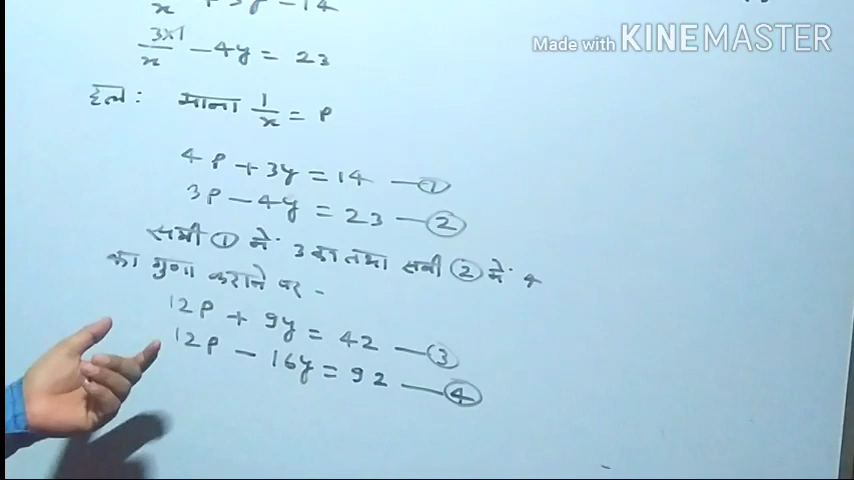 Made with KINEMASTER
3×1/x - 4y = 23
हल : माना 1/x = P
4P + 3y = 14 — ①
3P - 4y = 23 — ②
समी ① में 3 का तथा समी ② में 4
का गुणा कराने पर -
12P + 9y = 42 — ③
12P - 16y = 92 — ④